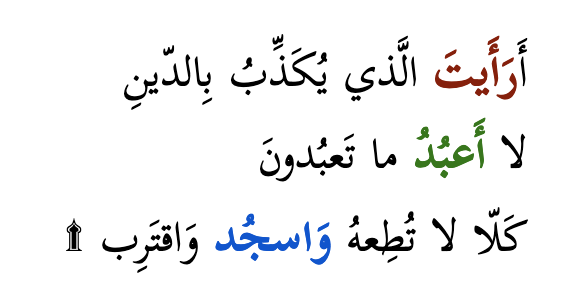 أَرَأَيتَ الَّذي يُكَذِّبُ بِالدّينِ
لا أَعبُدُ ما تَعبُدونَ
كَلّا لا تُطِعهُ وَاسجُد وَاقتَرِب ۩